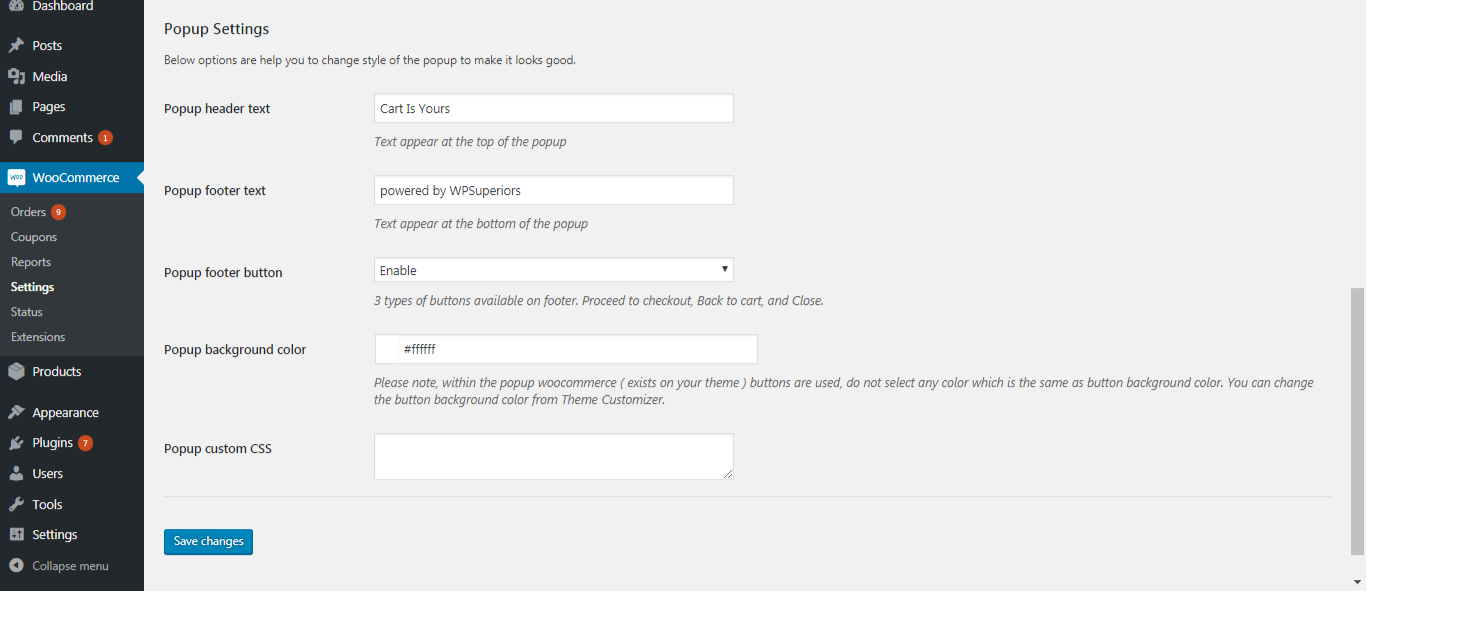 Dashboard
Posts
Media
Pages
Comments 1
Woo WooCommerce
Orders 9
Coupons
Reports
Settings
Status
Extensions
Products
Appearance
Plugins 7
Users
Tools
Settings
Collapse menu
Popup Settings
Below options are help you to change style of the popup to make it looks good.
Popup header text
Cart Is Yours
Text appear at the top of the popup
Popup footer text
powered by WPSuperiors
Text appear at the bottom of the popup
Popup footer button
Enable
3 types of buttons available on footer. Proceed to checkout, Back to cart, and Close.
Popup background color
#ffffff
Please note, within the popup woocommerce ( exists on your theme ) buttons are used, do not select any color which is the same as button background color. You can change
the button background color from Theme Customizer.
Popup custom CSS
Save changes